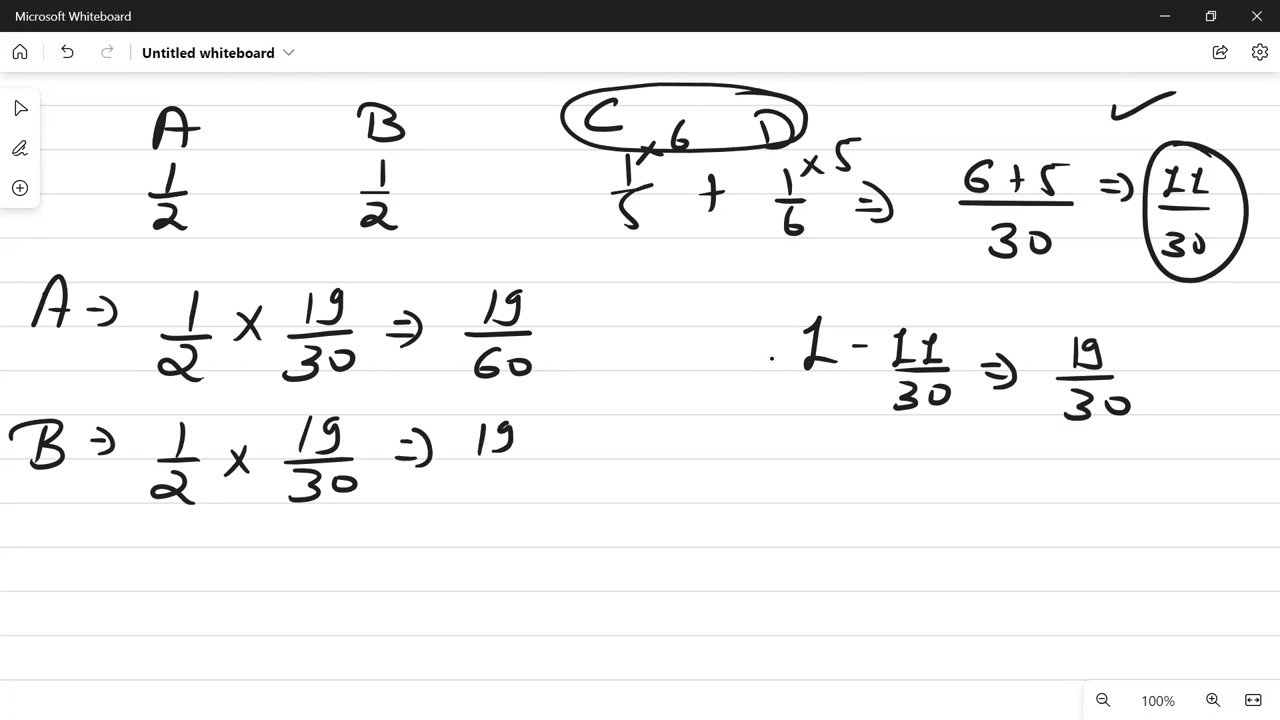 Microsoft Whiteboard
Untitled whiteboard
A B C D
1/2 1/2 1/5 ×6 + 1/6 ×5 ⇒ 6+5/30 ⇒ 11/30
A ⇒ 1/2 × 19/30 ⇒ 19/60
1 - 11/30 ⇒ 19/30
B ⇒ 1/2 × 19/30 ⇒ 19
100%